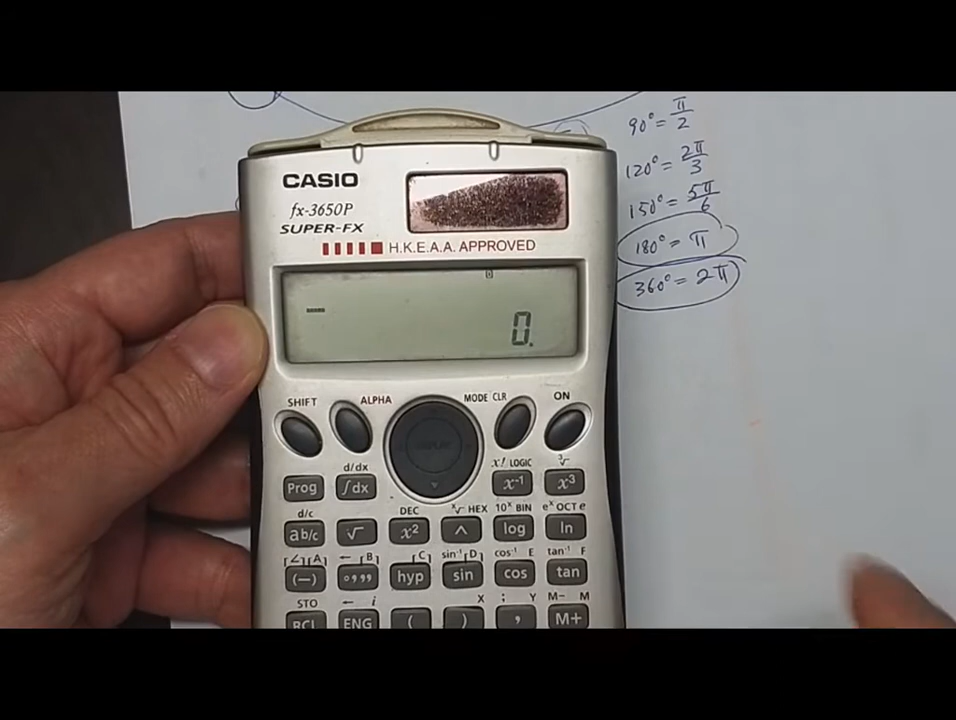 90° = π/2
120° = 2π/3
150° = 5π/6
180° = π
360° = 2π
CASIO
fx-3650P
SUPER-FX
H.K.E.A.A. APPROVED
0.
SHIFT ALPHA MODE CLR ON
d/dx x! LOGIC ³√
Prog ∫dx x⁻¹ x³
d/c DEC ˣ√ HEX 10ˣ BIN eˣ OCT e
ab/c √ x² ^ log ln
[∠] [A] ← [B] [C] sin⁻¹ [D] cos⁻¹ E tan⁻¹ F
(−) °,,, hyp sin cos tan
STO ← i X ; Y M− M
RCL ENG ( ) , M+